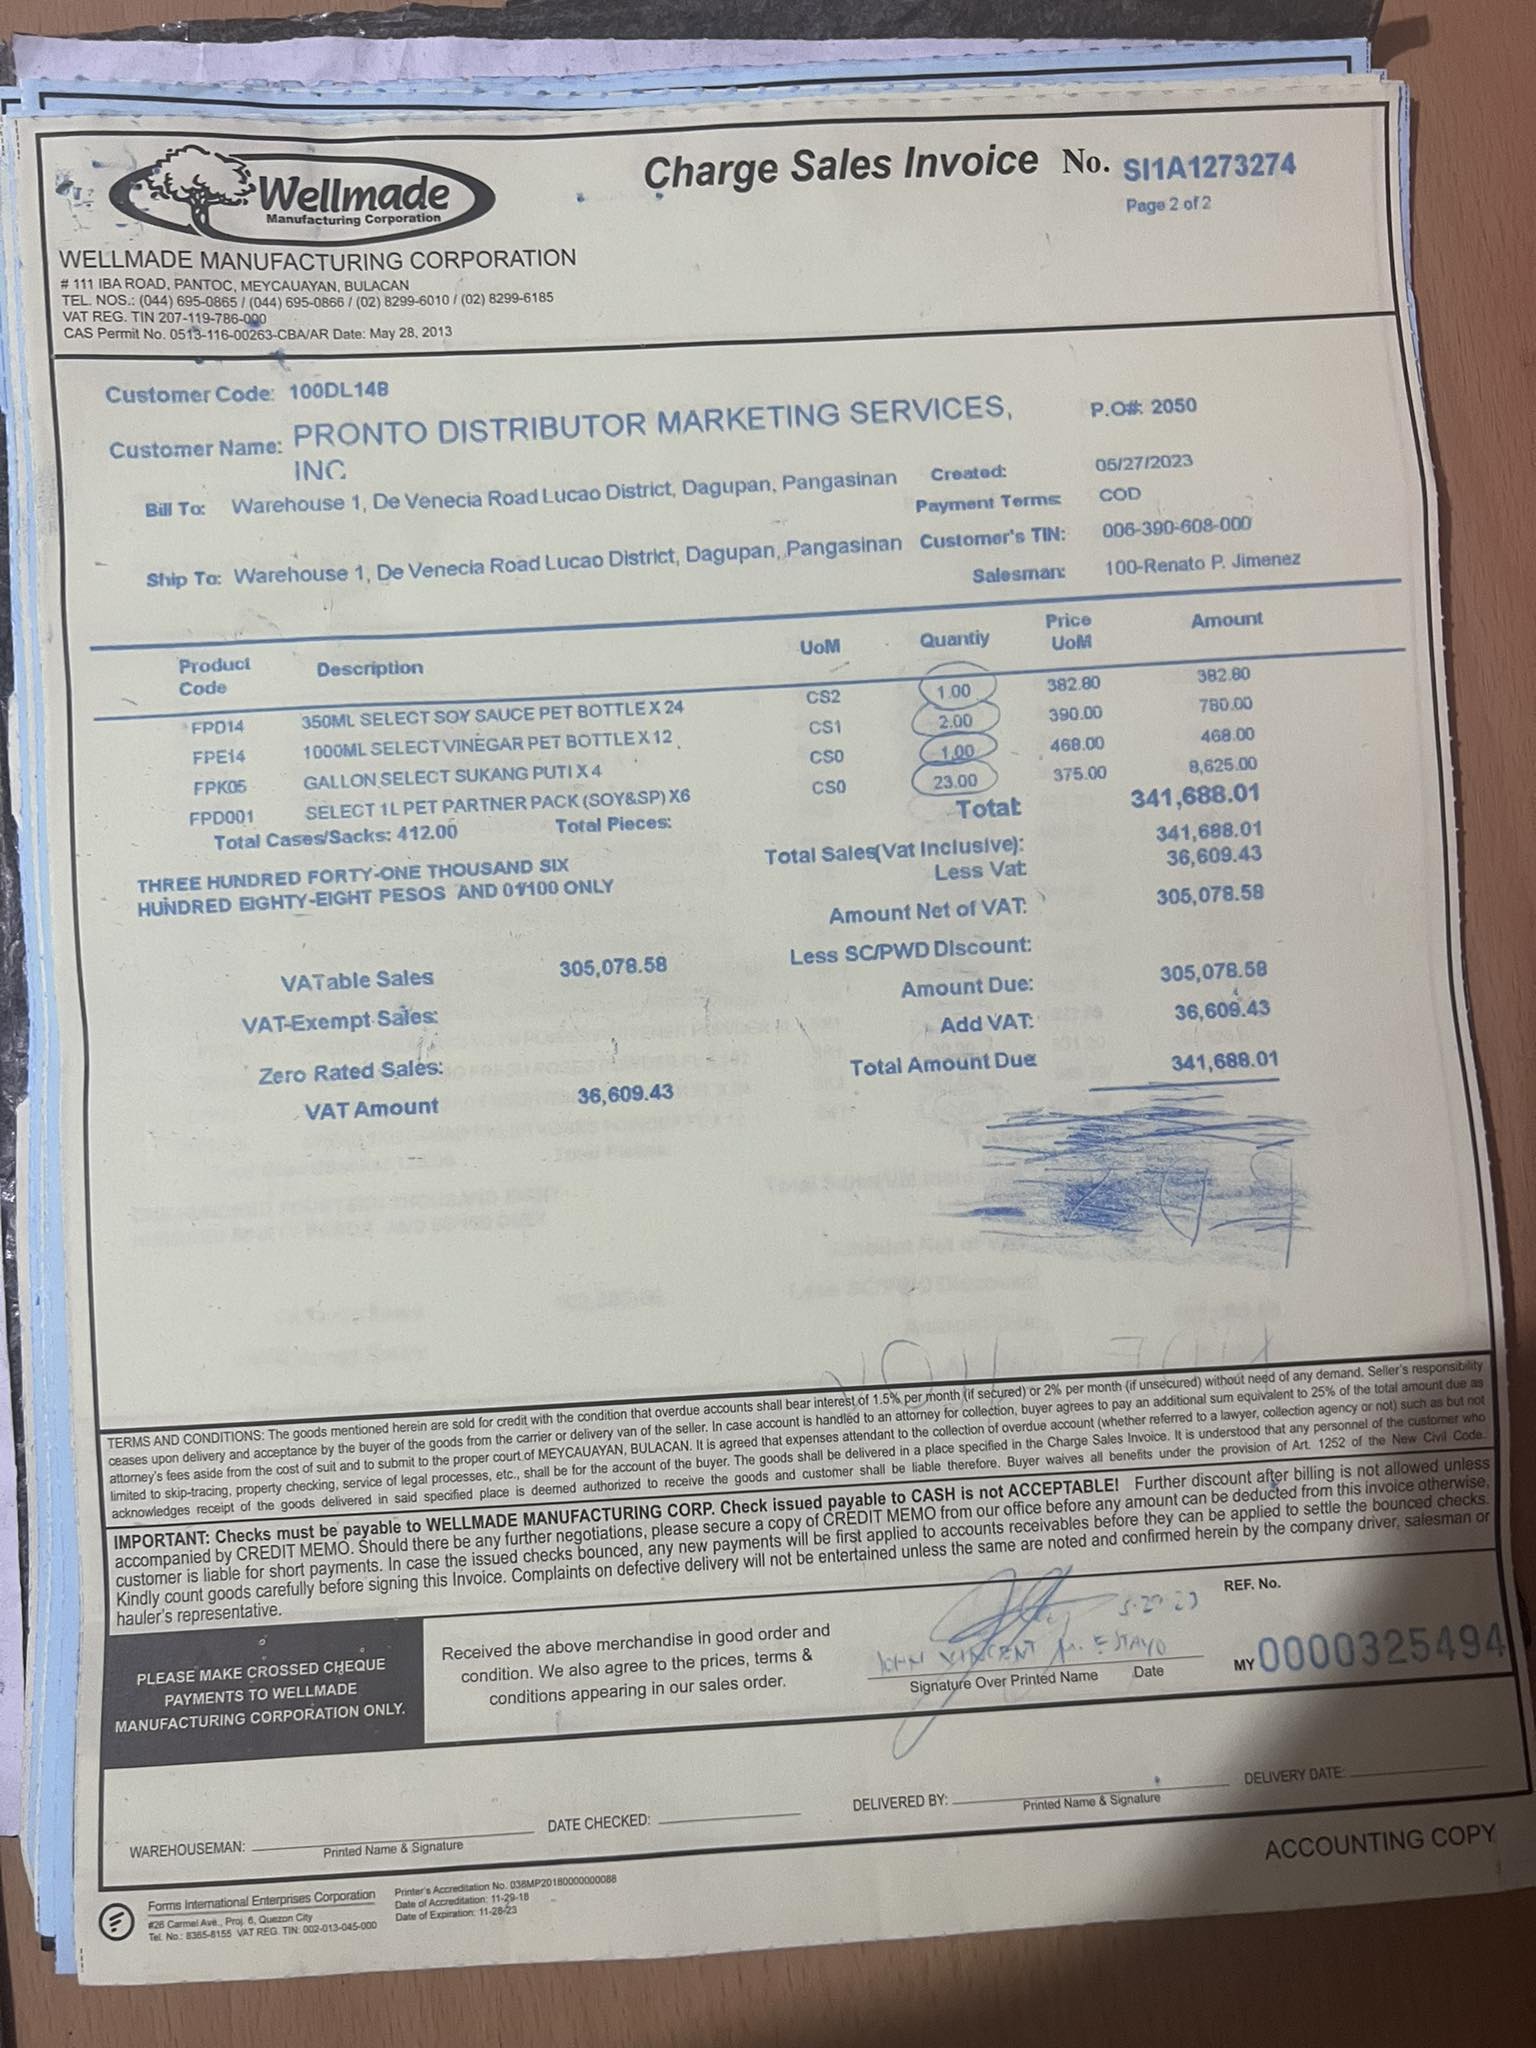 Wellmade
Manufacturing Corporation
Charge Sales Invoice No. SI1A1273274
Page 2 of 2
WELLMADE MANUFACTURING CORPORATION
# 111 IBA ROAD, PANTOC, MEYCAUAYAN, BULACAN
TEL. NOS.: (044) 695-0865 / (044) 695-0866 / (02) 8299-6010 / (02) 8299-6185
VAT REG. TIN 207-119-786-000
CAS Permit No. 0513-116-00263-CBA/AR Date: May 28, 2013
Customer Code: 100DL148
Customer Name: PRONTO DISTRIBUTOR MARKETING SERVICES, INC
P.O#: 2050
Bill To: Warehouse 1, De Venecia Road Lucao District, Dagupan, Pangasinan
Created: 05/27/2023
Payment Terms: COD
Ship To: Warehouse 1, De Venecia Road Lucao District, Dagupan, Pangasinan
Customer's TIN: 006-390-608-000
Salesman: 100-Renato P. Jimenez
Product Code Description UoM Quantiy Price UoM Amount
FPD14 350ML SELECT SOY SAUCE PET BOTTLE X 24 CS2 1.00 382.80 382.80
FPE14 1000ML SELECT VINEGAR PET BOTTLE X 12 CS1 2.00 390.00 780.00
FPK05 GALLON SELECT SUKANG PUTI X 4 CS0 1.00 468.00 468.00
FPD001 SELECT 1L PET PARTNER PACK (SOY&SP) X6 CS0 23.00 375.00 8,625.00
Total Cases/Sacks: 412.00 Total Pieces:
Total: 341,688.01
THREE HUNDRED FORTY-ONE THOUSAND SIX
HUNDRED EIGHTY-EIGHT PESOS AND 01/100 ONLY
Total Sales(Vat Inclusive): 341,688.01
Less Vat: 36,609.43
Amount Net of VAT: 305,078.58
Less SC/PWD Discount:
Amount Due: 305,078.58
Add VAT: 36,609.43
Total Amount Due 341,688.01
VATable Sales 305,078.58
VAT-Exempt Sales:
Zero Rated Sales:
VAT Amount 36,609.43
TERMS AND CONDITIONS: The goods mentioned herein are sold for credit with the condition that overdue accounts shall bear interest of 1.5% per month (if secured) or 2% per month (if unsecured) without need of any demand. Seller's responsibility
ceases upon delivery and acceptance by the buyer of the goods from the carrier or delivery van of the seller. In case account is handled to an attorney for collection, buyer agrees to pay an additional sum equivalent to 25% of the total amount due as
attorney's fees aside from the cost of suit and to submit to the proper court of MEYCAUAYAN, BULACAN. It is agreed that expenses attendant to the collection of overdue account (whether referred to a lawyer, collection agency or not) such as but not
limited to skip-tracing, property checking, service of legal processes, etc., shall be for the account of the buyer. The goods shall be delivered in a place specified in the Charge Sales Invoice. It is understood that any personnel of the customer who
acknowledges receipt of the goods delivered in said specified place is deemed authorized to receive the goods and customer shall be liable therefore. Buyer waives all benefits under the provision of Art. 1252 of the New Civil Code.
IMPORTANT: Checks must be payable to WELLMADE MANUFACTURING CORP. Check issued payable to CASH is not ACCEPTABLE! Further discount after billing is not allowed unless
accompanied by CREDIT MEMO. Should there be any further negotiations, please secure a copy of CREDIT MEMO from our office before any amount can be deducted from this invoice otherwise,
customer is liable for short payments. In case the issued checks bounced, any new payments will be first applied to accounts receivables before they can be applied to settle the bounced checks.
Kindly count goods carefully before signing this Invoice. Complaints on defective delivery will not be entertained unless the same are noted and confirmed herein by the company driver, salesman or
hauler's representative.
PLEASE MAKE CROSSED CHEQUE
PAYMENTS TO WELLMADE
MANUFACTURING CORPORATION ONLY.
Received the above merchandise in good order and
condition. We also agree to the prices, terms &
conditions appearing in our sales order.
JOHN VINCENT M. ESTAYO
Signature Over Printed Name Date
REF. No.
MY 0000325494
WAREHOUSEMAN:
Printed Name & Signature
DATE CHECKED:
DELIVERED BY:
Printed Name & Signature
DELIVERY DATE:
ACCOUNTING COPY
Forms International Enterprises Corporation
#26 Carmel Ave., Proj. 6, Quezon City
Tel. No.: 8365-8155 VAT REG. TIN: 002-013-045-000
Printer's Accreditation No. 038MP20180000000088
Date of Accreditation: 11-29-18
Date of Expiration: 11-28-23